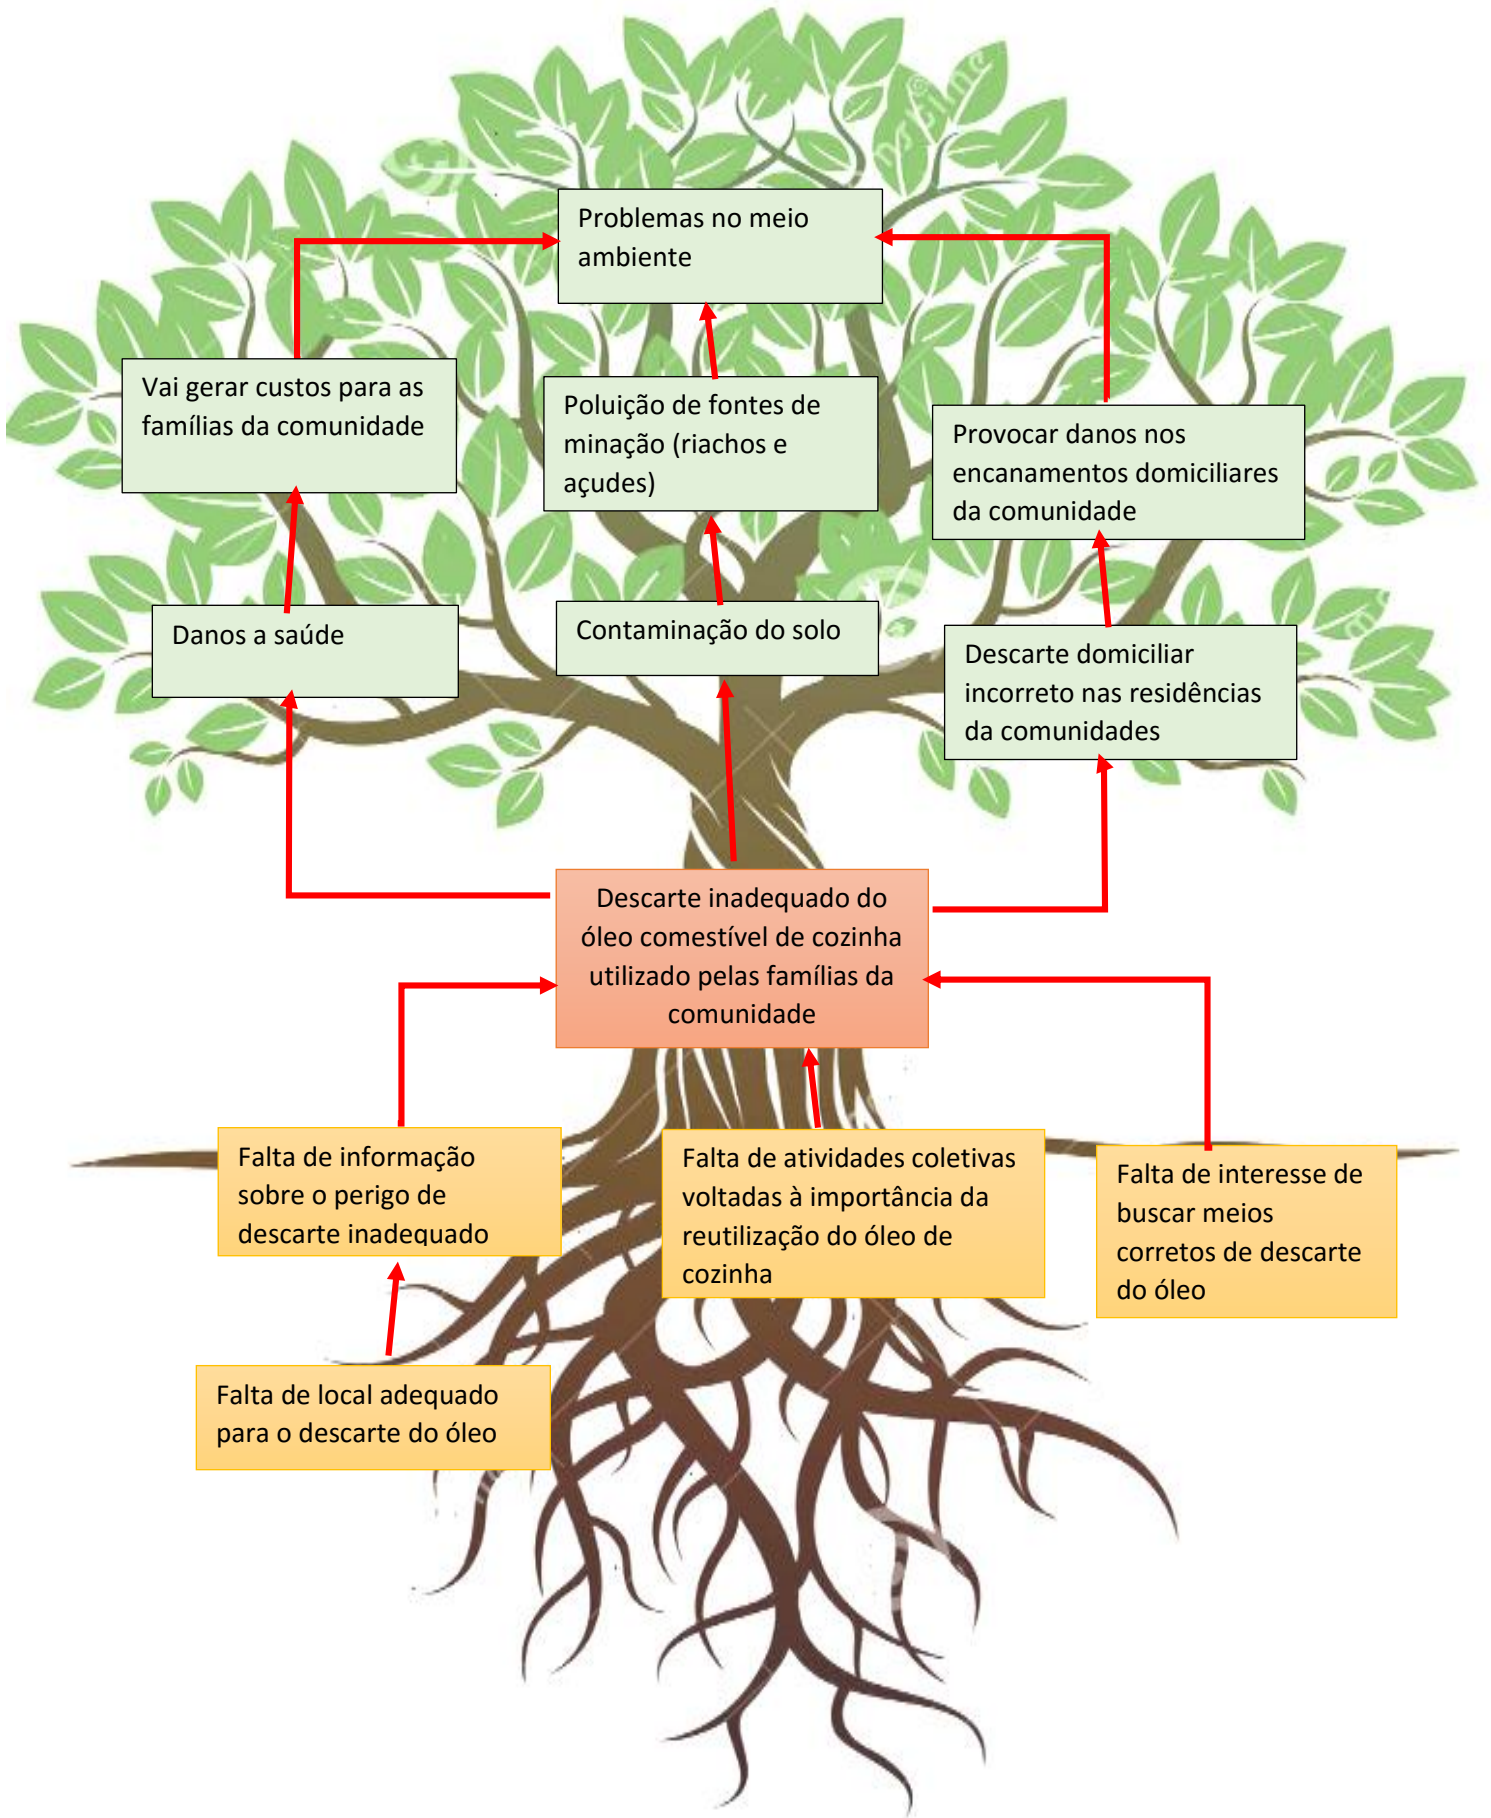 Problemas no meio
ambiente
Vai gerar custos para as
famílias da comunidade
Poluição de fontes de
minação (riachos e
açudes)
Provocar danos nos
encanamentos domiciliares
da comunidade
Danos a saúde
Contaminação do solo
Descarte domiciliar
incorreto nas residências
da comunidades
Descarte inadequado do
óleo comestível de cozinha
utilizado pelas famílias da
comunidade
Falta de informação
sobre o perigo de
descarte inadequado
Falta de atividades coletivas
voltadas à importância da
reutilização do óleo de
cozinha
Falta de interesse de
buscar meios
corretos de descarte
do óleo
Falta de local adequado
para o descarte do óleo